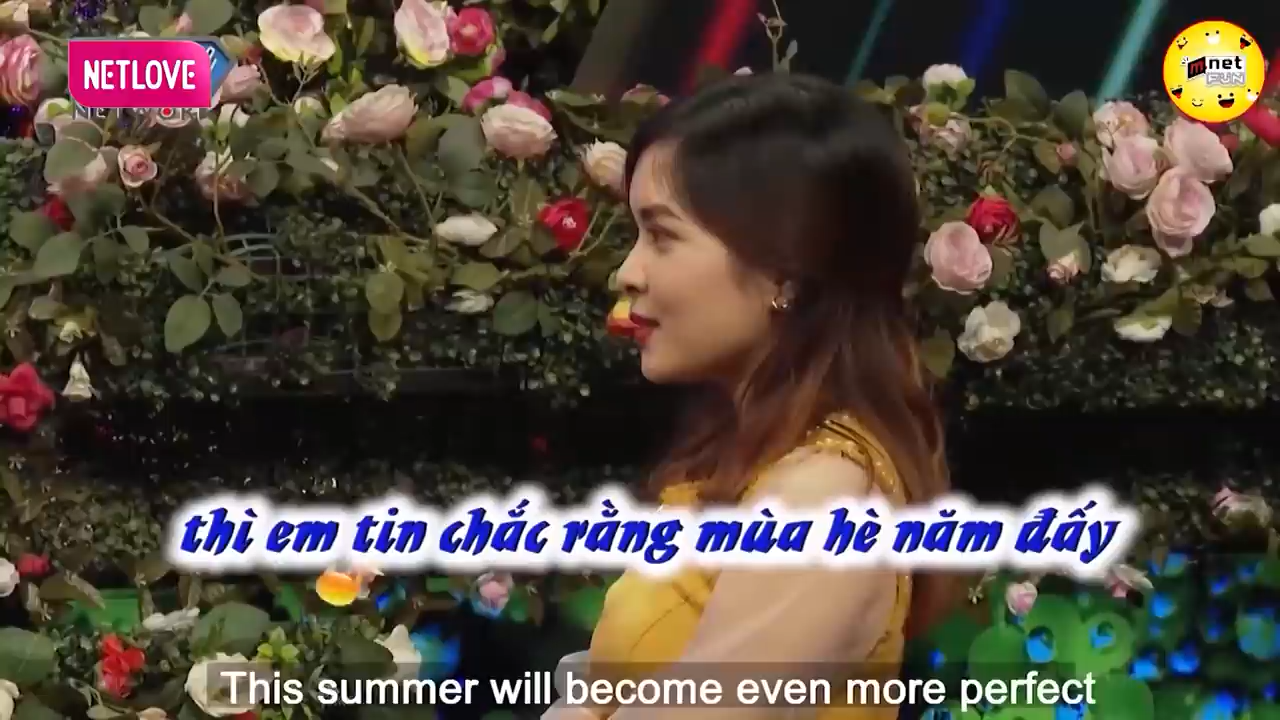 NETLOVE
m.net
FUN
thì em tin chắc rằng mùa hè năm đấy
This summer will become even more perfect